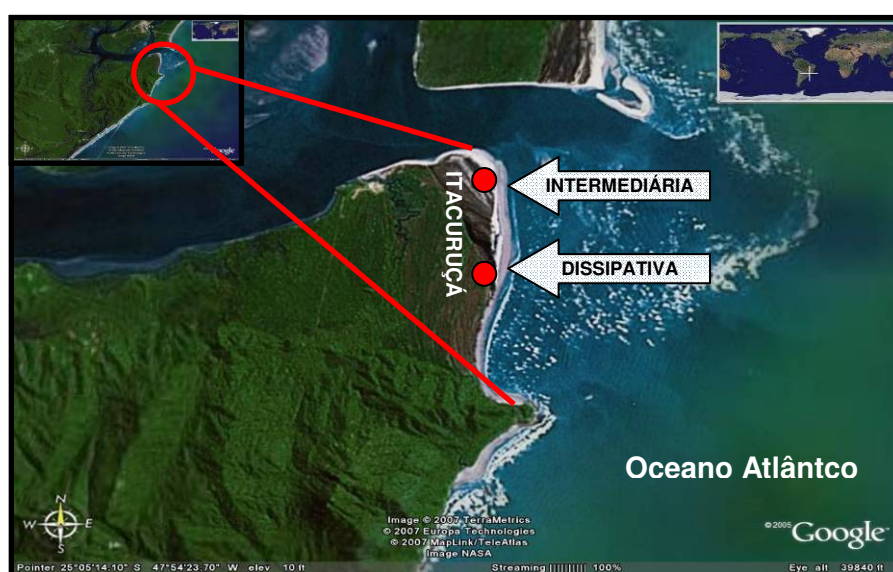 INTERMEDIÁRIA
ITACURUÇÁ
DISSIPATIVA
Oceano Atlântco
N
W E
S
Image © 2007 TerraMetrics
© 2007 Europa Technologies
© 2007 MapLink/TeleAtlas
Image NASA
©2005 Google
Pointer 25°05'14.10" S 47°54'23.70" W elev 10 ft
Streaming ||||||||| 100%
Eye alt 39840 ft
Google